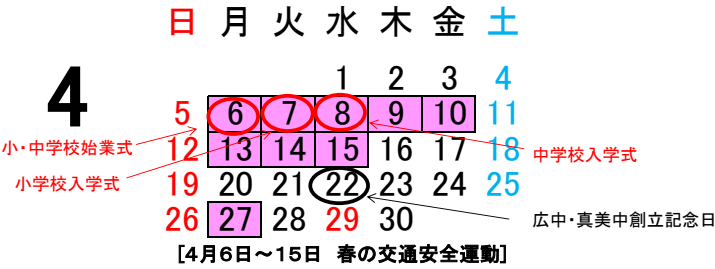 日 月 火 水 木 金 土
4
1 2 3 4
5 6 7 8 9 10 11
小・中学校始業式
12 13 14 15 16 17 18
中学校入学式
小学校入学式
19 20 21 22 23 24 25
広中・真美中創立記念日
26 27 28 29 30
[４月６日～１５日　春の交通安全運動]